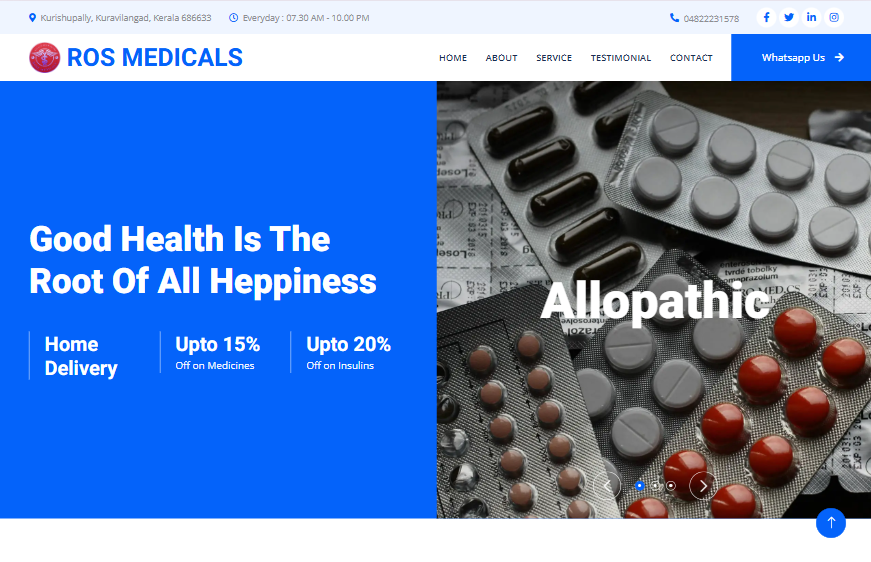 Kurishupally, Kuravilangad, Kerala 686633
Everyday : 07.30 AM - 10.00 PM
04822231578
ROS MEDICALS
HOME
ABOUT
SERVICE
TESTIMONIAL
CONTACT
Whatsapp Us
Good Health Is The
Root Of All Heppiness
Home
Delivery
Upto 15%
Off on Medicines
Upto 20%
Off on Insulins
Allopathic